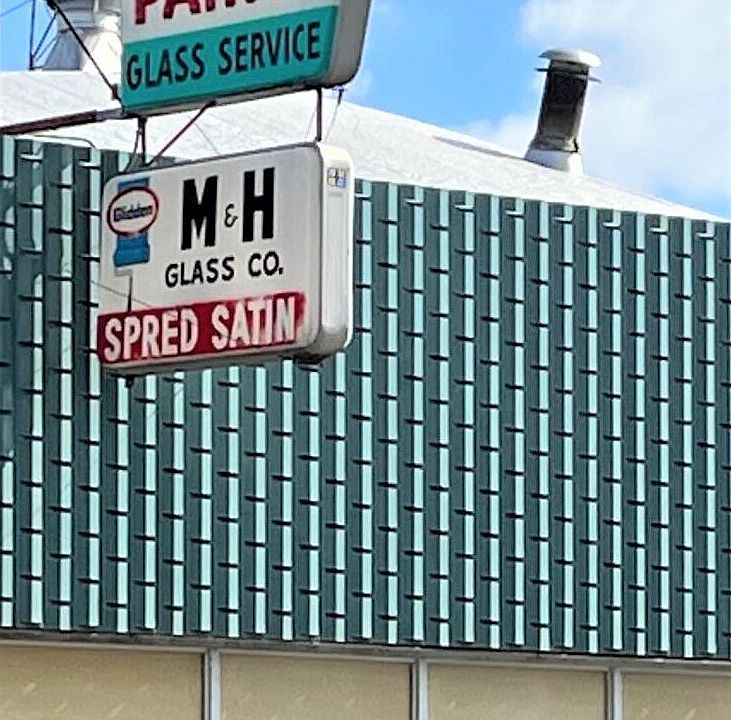 GLASS SERVICE
Glidden
M & H
GLASS CO.
SPRED SATIN